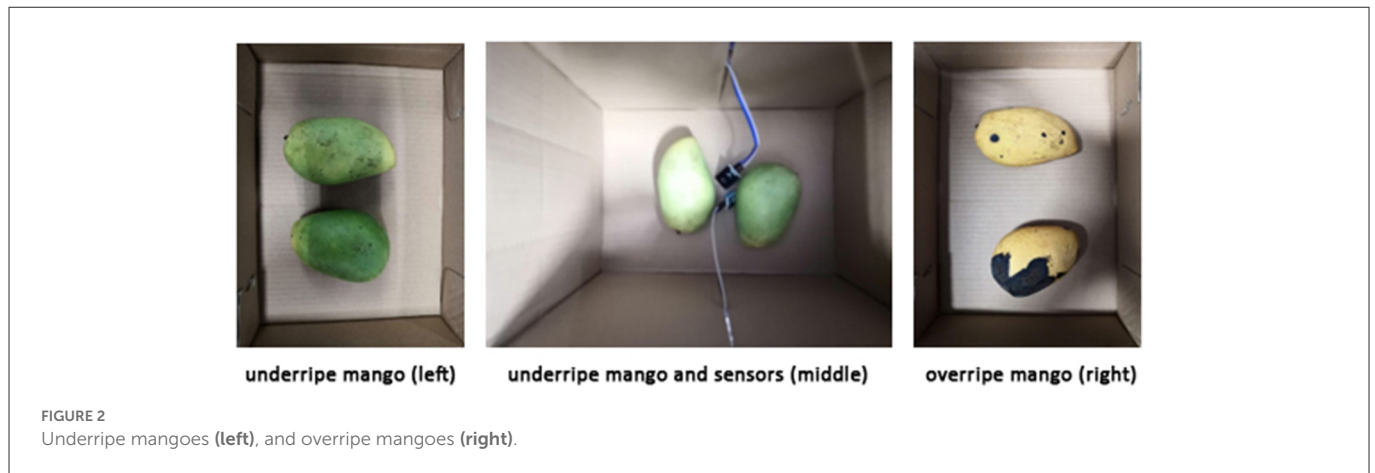 underripe mango (left)
underripe mango and sensors (middle)
overripe mango (right)
FIGURE 2
Underripe mangoes (left), and overripe mangoes (right).